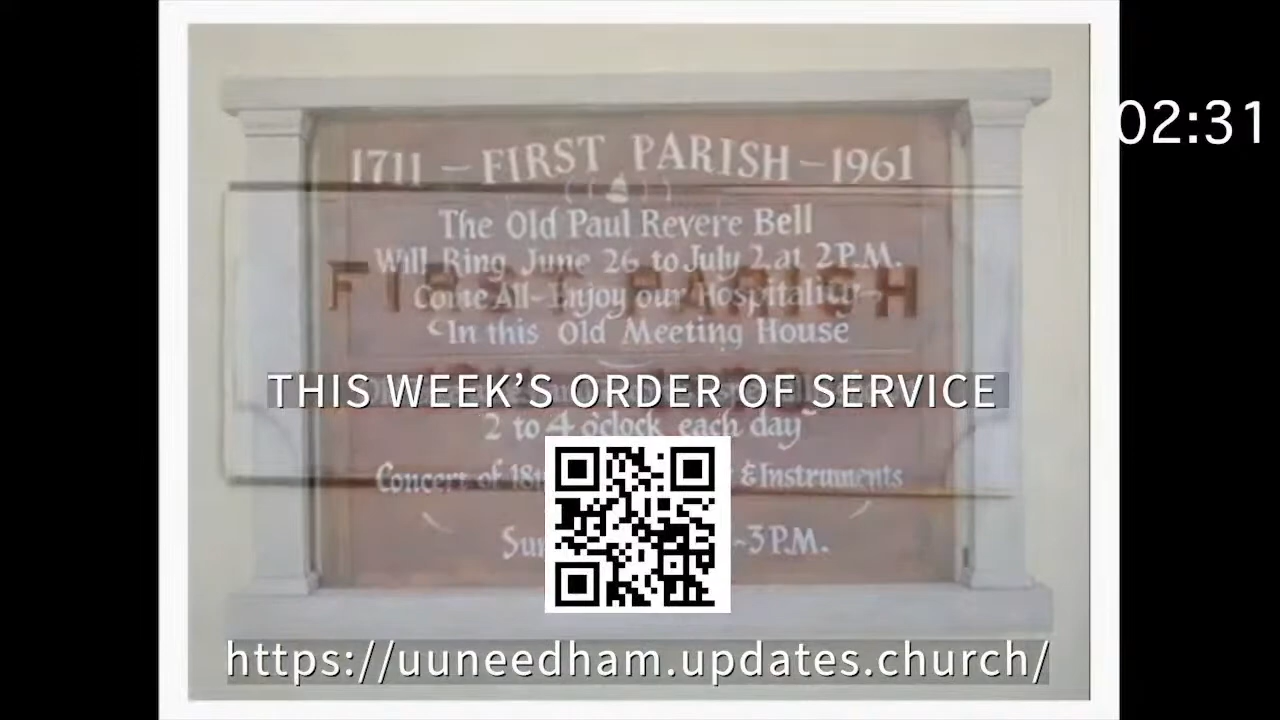 02:31
1711 – FIRST PARISH – 1961
The Old Paul Revere Bell
Will Ring June 26 to July 2 at 2 P.M.
FIRST PARISH
Come All – Enjoy our Hospitality –
In this Old Meeting House
THIS WEEK'S ORDER OF SERVICE
2 to 4 o'clock each day
Concert of & Instruments
~3 P.M.
https://uuneedham.updates.church/